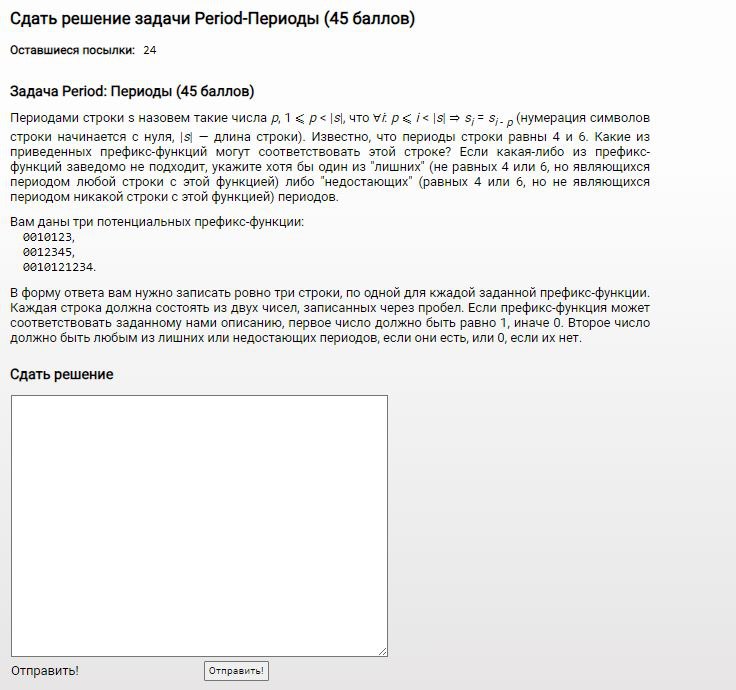 Сдать решение задачи Period-Периоды (45 баллов)
Оставшиеся посылки: 24
Задача Period: Периоды (45 баллов)
Периодами строки s назовем такие числа p, 1 ⩽ p < |s|, что ∀i: p ⩽ i < |s| ⇒ sᵢ = sᵢ₋ₚ (нумерация символов
строки начинается с нуля, |s| — длина строки). Известно, что периоды строки равны 4 и 6. Какие из
приведенных префикс-функций могут соответствовать этой строке? Если какая-либо из префикс-
функций заведомо не подходит, укажите хотя бы один из "лишних" (не равных 4 или 6, но являющихся
периодом любой строки с этой функцией) либо "недостающих" (равных 4 или 6, но не являющихся
периодом никакой строки с этой функцией) периодов.
Вам даны три потенциальных префикс-функции:
0010123,
0012345,
0010121234.
В форму ответа вам нужно записать ровно три строки, по одной для кжадой заданной префикс-функции.
Каждая строка должна состоять из двух чисел, записанных через пробел. Если префикс-функция может
соответствовать заданному нами описанию, первое число должно быть равно 1, иначе 0. Второе число
должно быть любым из лишних или недостающих периодов, если они есть, или 0, если их нет.
Сдать решение
Отправить! Отправить!